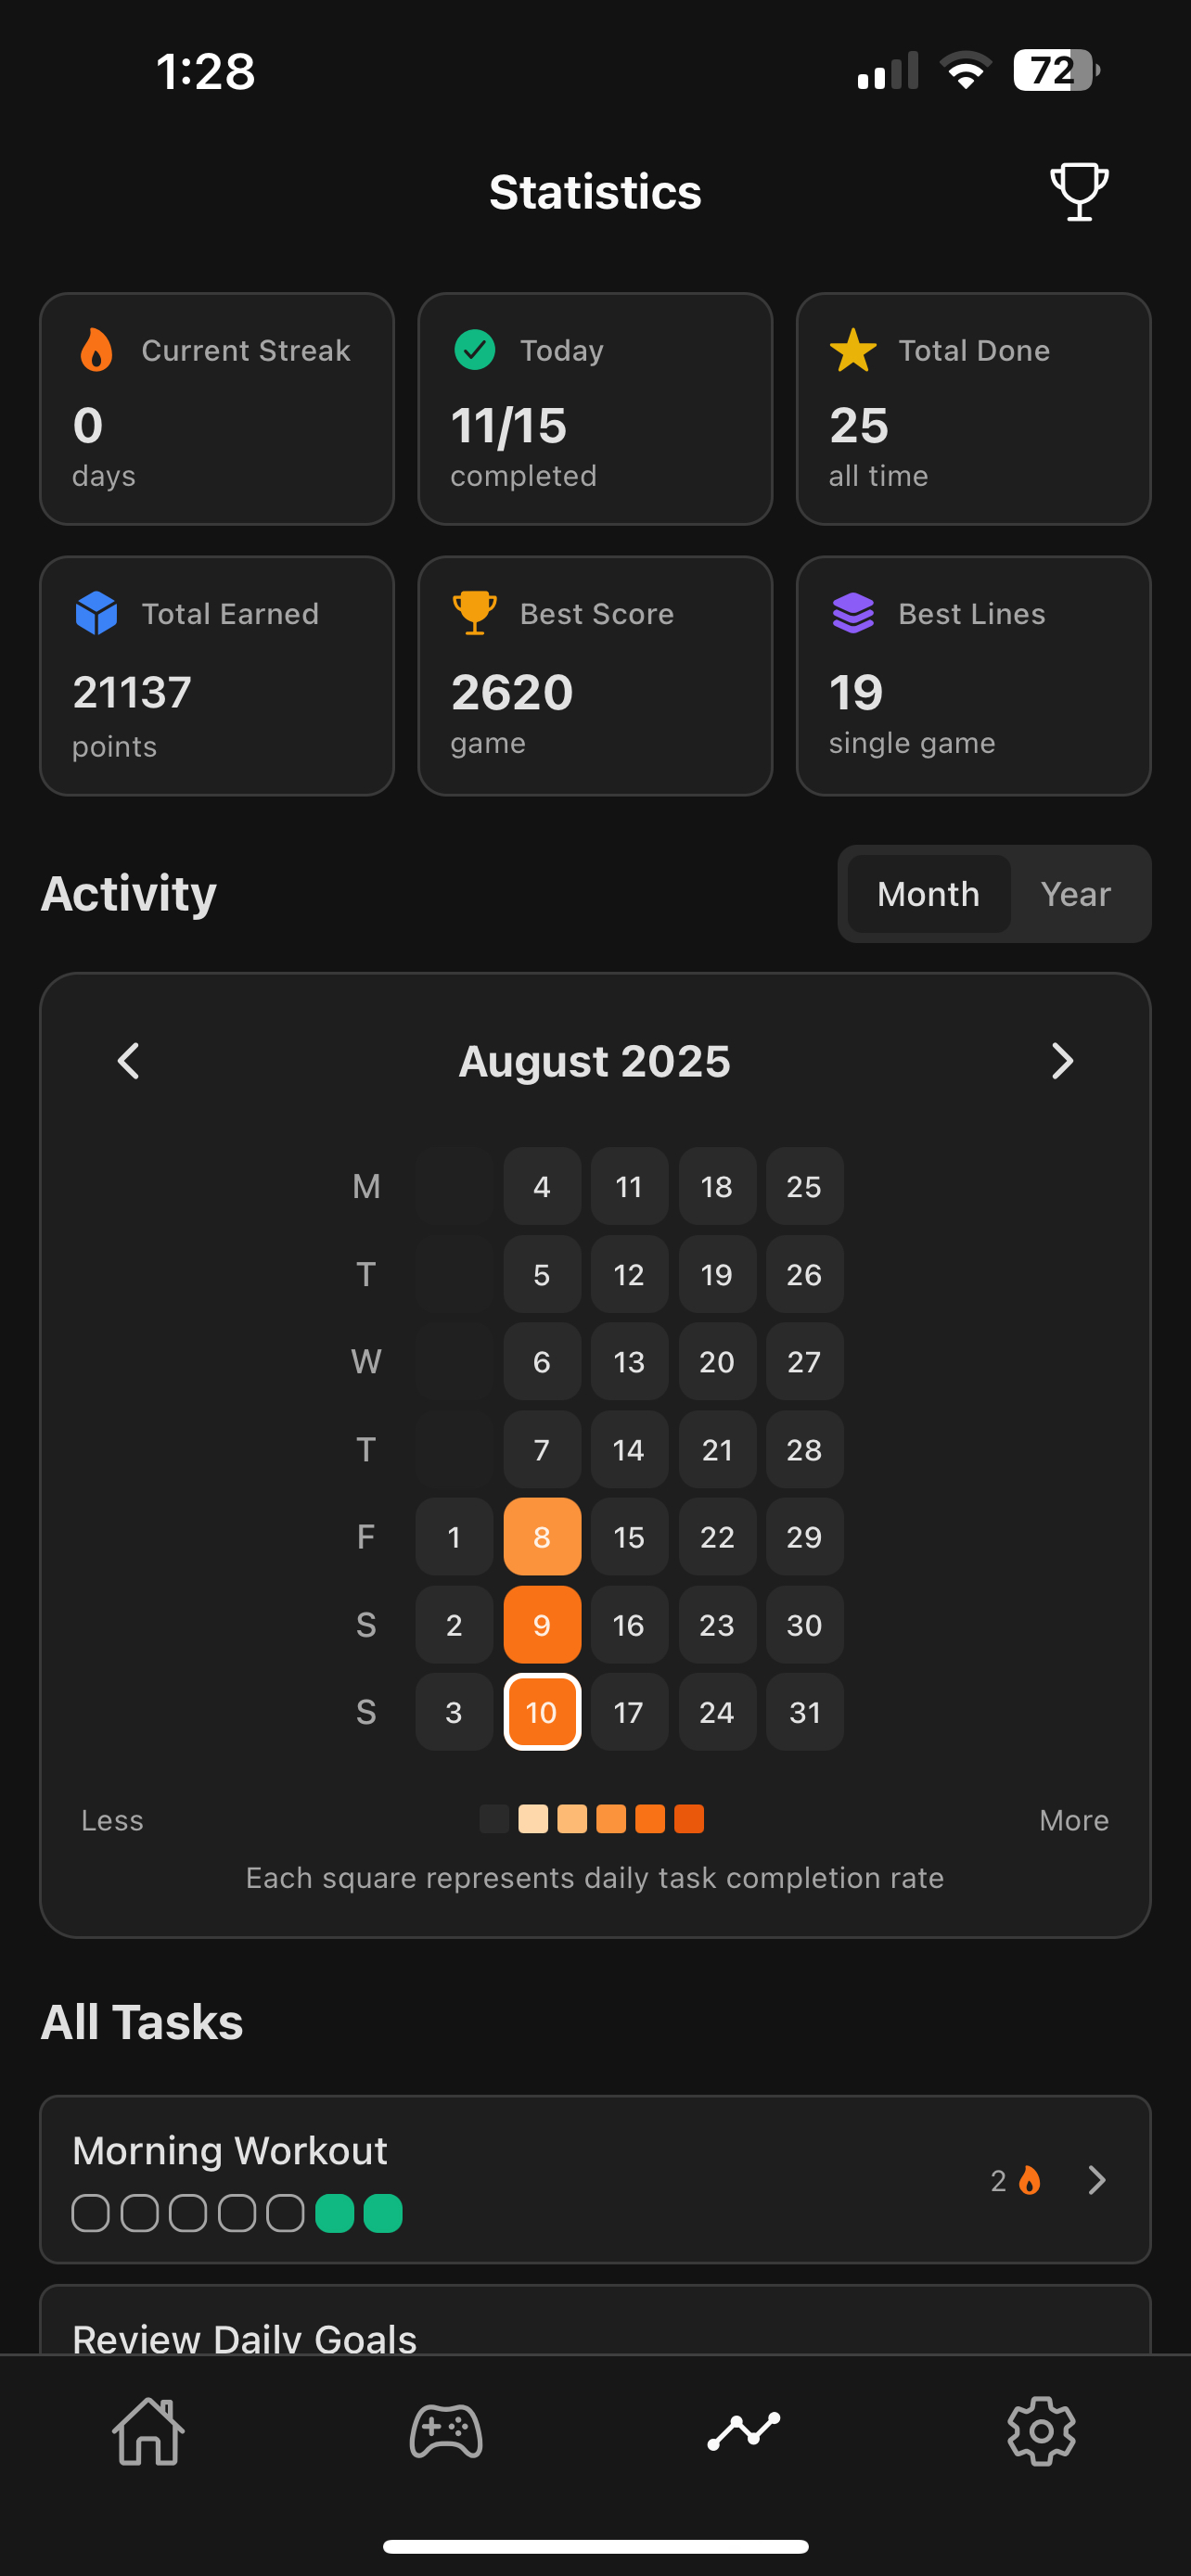 1:28
72
Statistics
Current Streak
0
days
Today
11/15
completed
Total Done
25
all time
Total Earned
21137
points
Best Score
2620
game
Best Lines
19
single game
Activity
Month Year
August 2025
M 4 11 18 25
T 5 12 19 26
W 6 13 20 27
T 7 14 21 28
F 1 8 15 22 29
S 2 9 16 23 30
S 3 10 17 24 31
Less More
Each square represents daily task completion rate
All Tasks
Morning Workout
2
Review Daily Goals